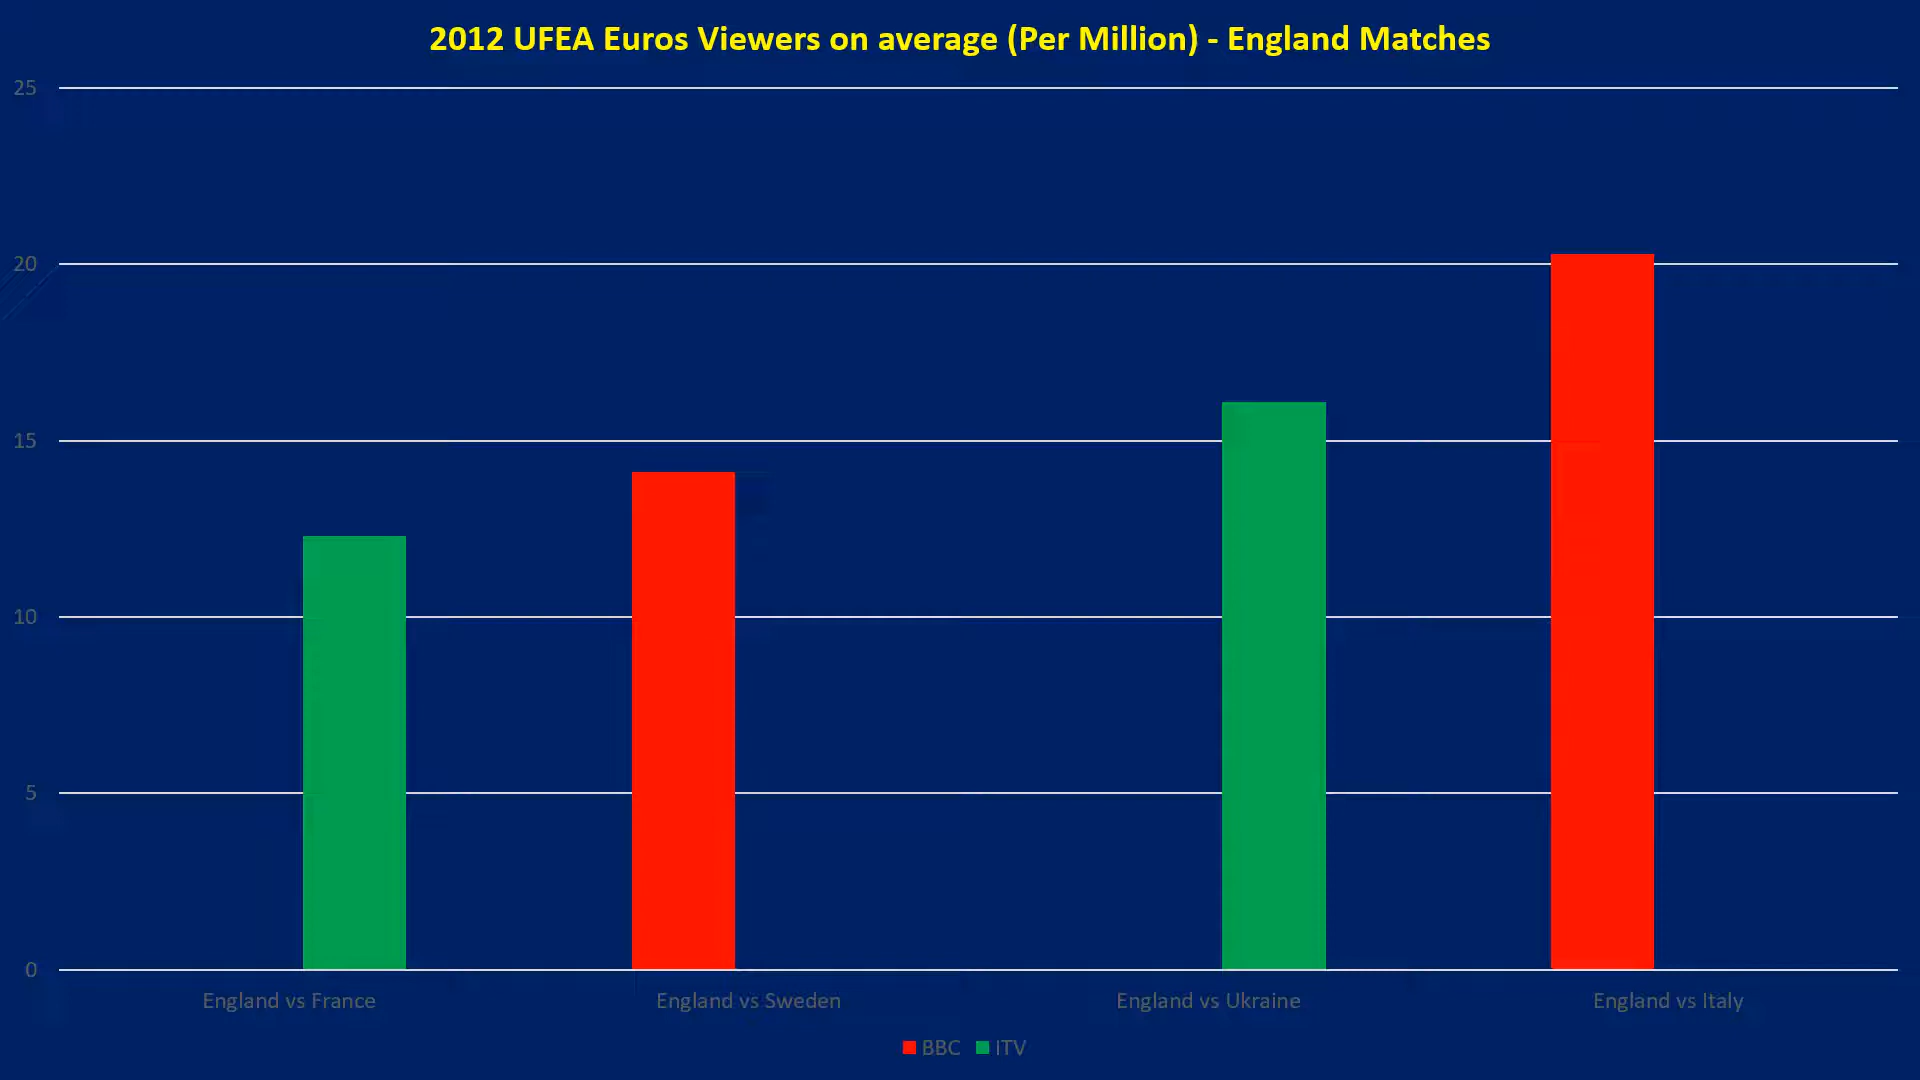 2012 UFEA Euros Viewers on average (Per Million) - England Matches
25
20
15
10
5
0
England vs France
England vs Sweden
England vs Ukraine
England vs Italy
BBC
ITV